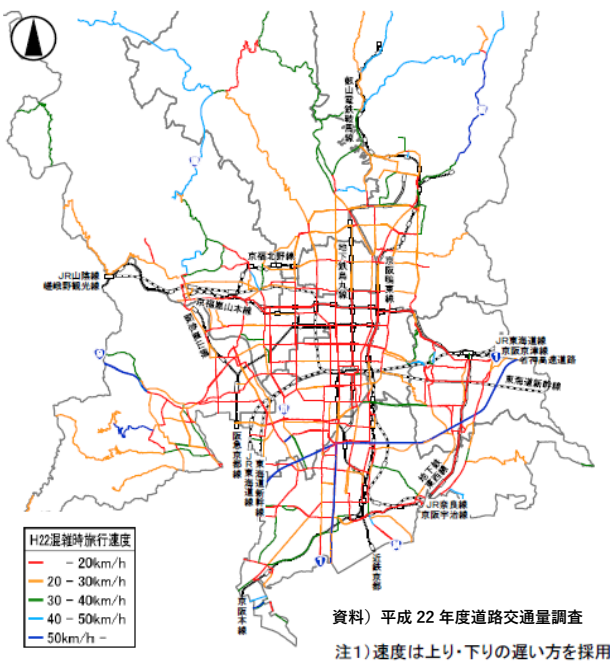 叡山電鉄鞍馬線
京福北野線
地下鉄烏丸線
京阪鴨東線
JR山陰線
嵯峨野観光線
京福嵐山本線
阪急嵐山線
JR東海道線
京阪京津線
名神高速道路
東海道新幹線
1
阪急京都線
JR東海道線
東海道新幹線
地下鉄
東西線
JR奈良線
京阪宇治線
1
近鉄京都
京阪本線
H22混雑時旅行速度
- 20km/h
20 - 30km/h
30 - 40km/h
40 - 50km/h
50km/h -
資料）平成 22 年度道路交通量調査
注1）速度は上り・下りの遅い方を採用